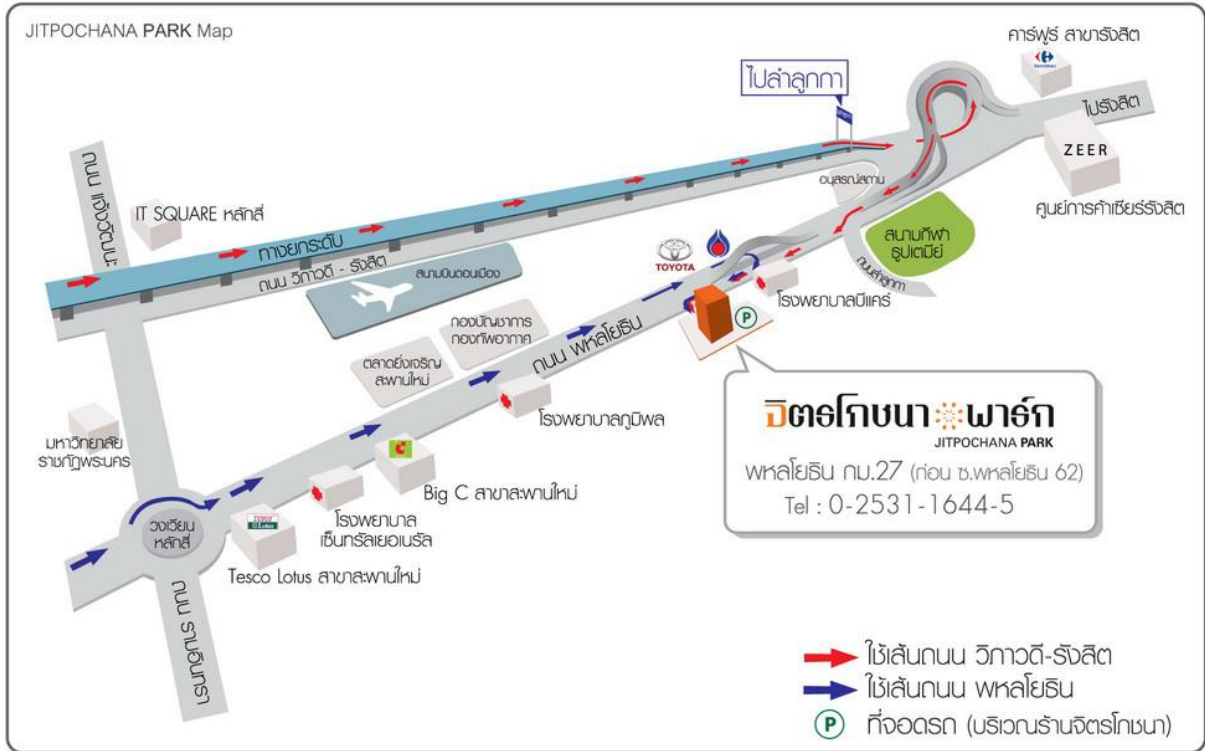 JITPOCHANA PARK Map
คาร์ฟูร์ สาขารังสิต
ไปลำลูกกา
ไปรังสิต
ZEER
ศูนย์การค้าเซียร์รังสิต
อนุสรณ์สถาน
สนามกีฬา
ธูปเตมีย์
ถนนลำลูกกา
ถนน แจ้งวัฒนะ
IT SQUARE หลักสี่
ทางยกระดับ
ถนน วิภาวดี - รังสิต
สนามบินดอนเมือง
TOYOTA
โรงพยาบาลบีแคร์
P
กองบัญชาการ
กองทัพอากาศ
ตลาดยิ่งเจริญ
สะพานใหม่
ถนน พหลโยธิน
โรงพยาบาลภูมิพล
มหาวิทยาลัย
ราชภัฏพระนคร
Big C สาขาสะพานใหม่
โรงพยาบาล
เซ็นทรัลเยอเนรัล
วงเวียน
หลักสี่
TESCO
Lotus
Tesco Lotus สาขาสะพานใหม่
ถนน รามอินทรา
จิตรโภชนา พาร์ก
JITPOCHANA PARK
พหลโยธิน กม.27 (ก่อน ซ.พหลโยธิน 62)
Tel : 0-2531-1644-5
ใช้เส้นถนน วิภาวดี-รังสิต
ใช้เส้นถนน พหลโยธิน
P ที่จอดรถ (บริเวณร้านจิตรโภชนา)